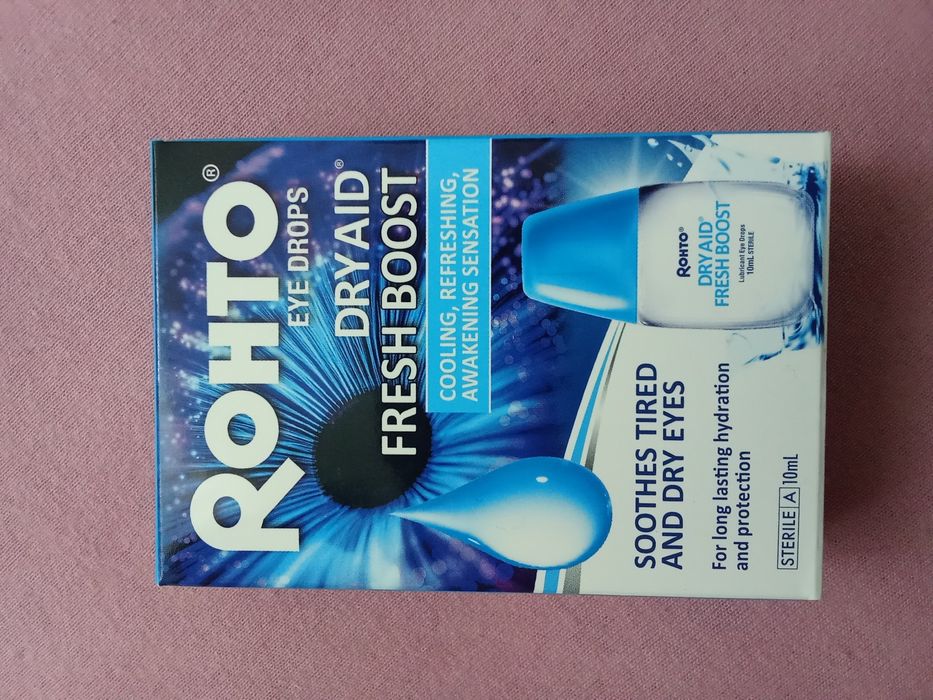 ROHTO®
EYE DROPS
DRY AID®
FRESH BOOST
COOLING, REFRESHING,
AWAKENING SENSATION
ROHTO®
DRY AID®
FRESH BOOST
Lubricant Eye Drops
10mL STERILE
SOOTHES TIRED
AND DRY EYES
For long lasting hydration
and protection
STERILE A 10mL